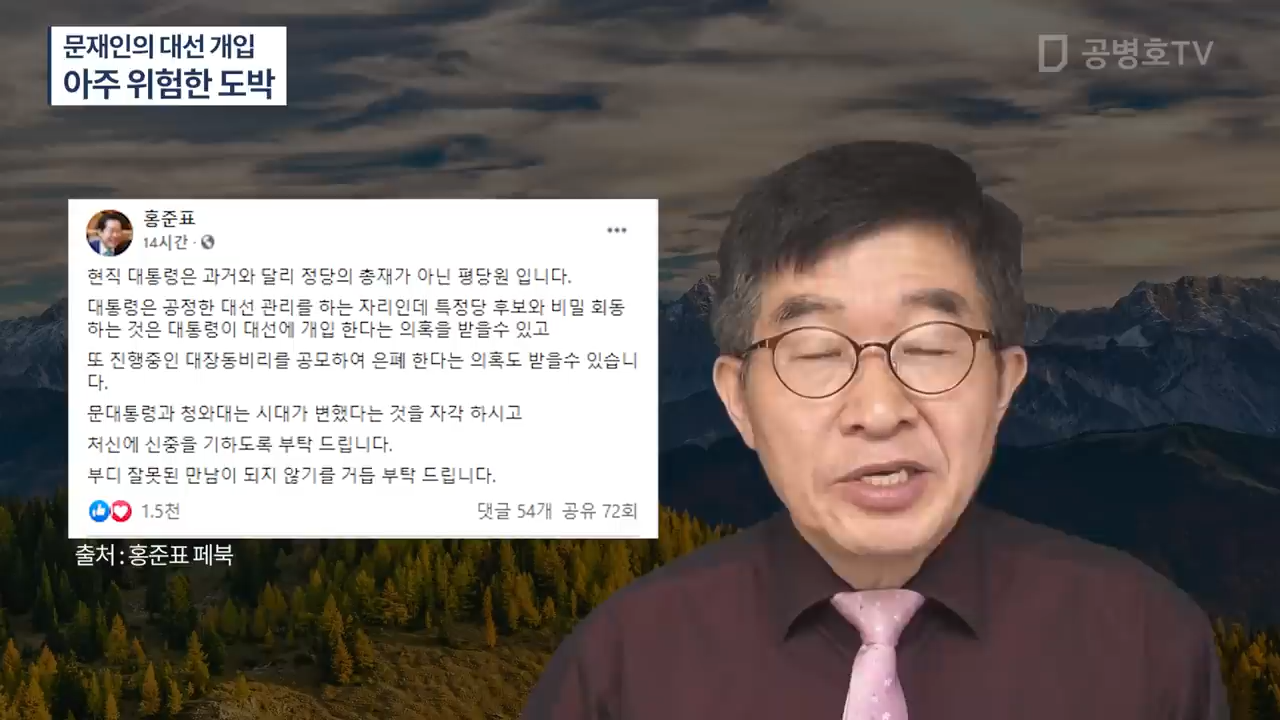 문재인의 대선 개입
아주 위험한 도박
공병호TV
홍준표
14시간 ·
현직 대통령은 과거와 달리 정당의 총재가 아닌 평당원 입니다.
대통령은 공정한 대선 관리를 하는 자리인데 특정당 후보와 비밀 회동
하는 것은 대통령이 대선에 개입 한다는 의혹을 받을수 있고
또 진행중인 대장동비리를 공모하여 은폐 한다는 의혹도 받을수 있습니
다.
문대통령과 청와대는 시대가 변했다는 것을 자각 하시고
처신에 신중을 기하도록 부탁 드립니다.
부디 잘못된 만남이 되지 않기를 거듭 부탁 드립니다.
1.5천
댓글 54개 공유 72회
출처 : 홍준표 페북